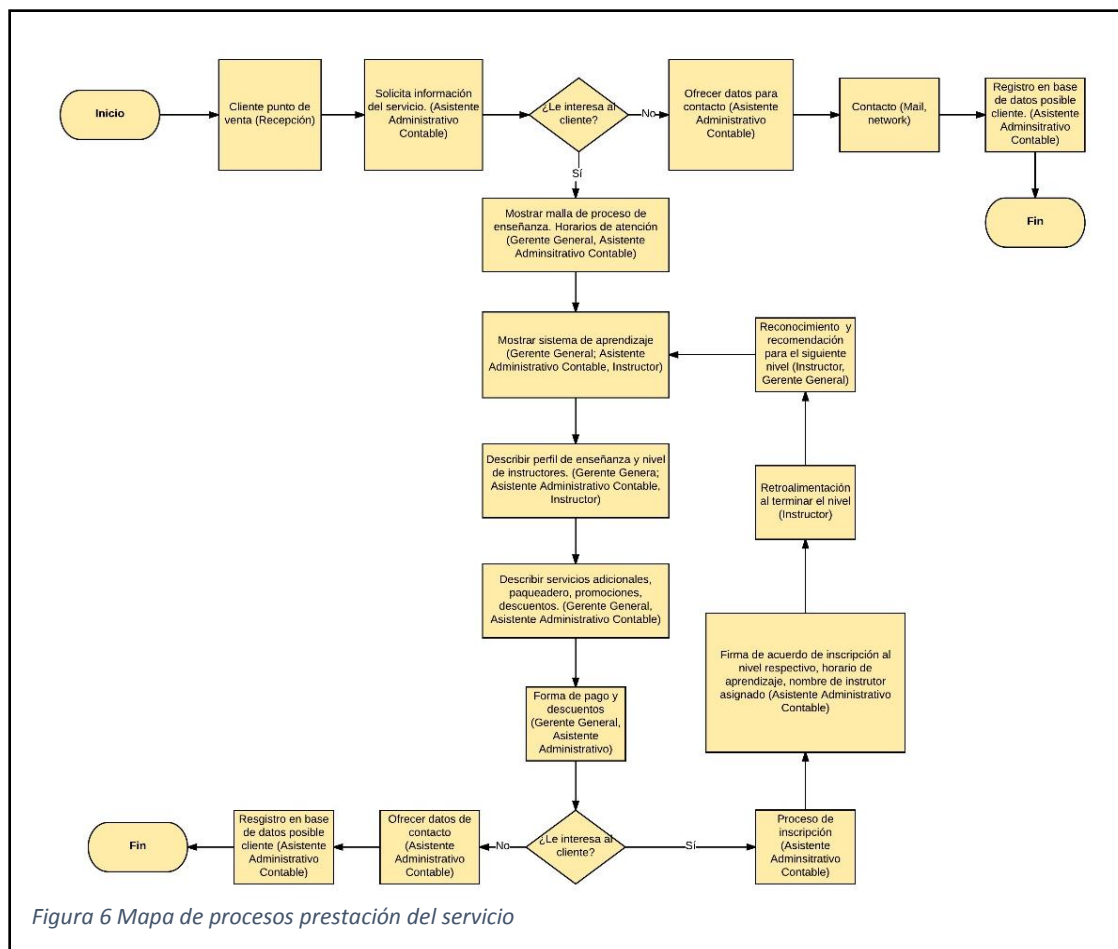 Inicio
Cliente punto de
venta (Recepción)
Solicita información
del servicio. (Asistente
Administrativo
Contable)
¿Le interesa al
cliente?
No
Ofrecer datos para
contacto (Asistente
Administrativo
Contable)
Contacto (Mail,
network)
Registro en base
de datos posible
cliente. (Asistente
Adminsitrativo
Contable)
Fin
Sí
Mostrar malla de proceso de
enseñanza. Horarios de atención
(Gerente General, Asistente
Adminsitrativo Contable)
Mostrar sistema de aprendizaje
(Gerente General; Asistente
Administrativo Contable, Instructor)
Reconocimiento y
recomendación
para el siguiente
nivel (Instructor,
Gerente General)
Describir perfil de enseñanza y nivel
de instructores. (Gerente Genera;
Asistente Administrativo Contable,
Instructor)
Retroalimentación
al terminar el nivel
(Instructor)
Describir servicios adicionales,
paqueadero, promociones,
descuentos. (Gerente General,
Asistente Administrativo Contable)
Firma de acuerdo de inscripción al
nivel respectivo, horario de
aprendizaje, nombre de instrutor
asignado (Asistente Administrativo
Contable)
Forma de pago y
descuentos
(Gerente General,
Asistente
Administrativo)
Fin
Resgistro en base
de datos posible
cliente (Asistente
Administrativo
Contable)
Ofrecer datos de
contacto
(Asistente
Administrativo
Contable)
No
¿Le interesa al
cliente?
Sí
Proceso de
inscripción
(Asistente
Adminsitrativo
Contable)
Figura 6 Mapa de procesos prestación del servicio